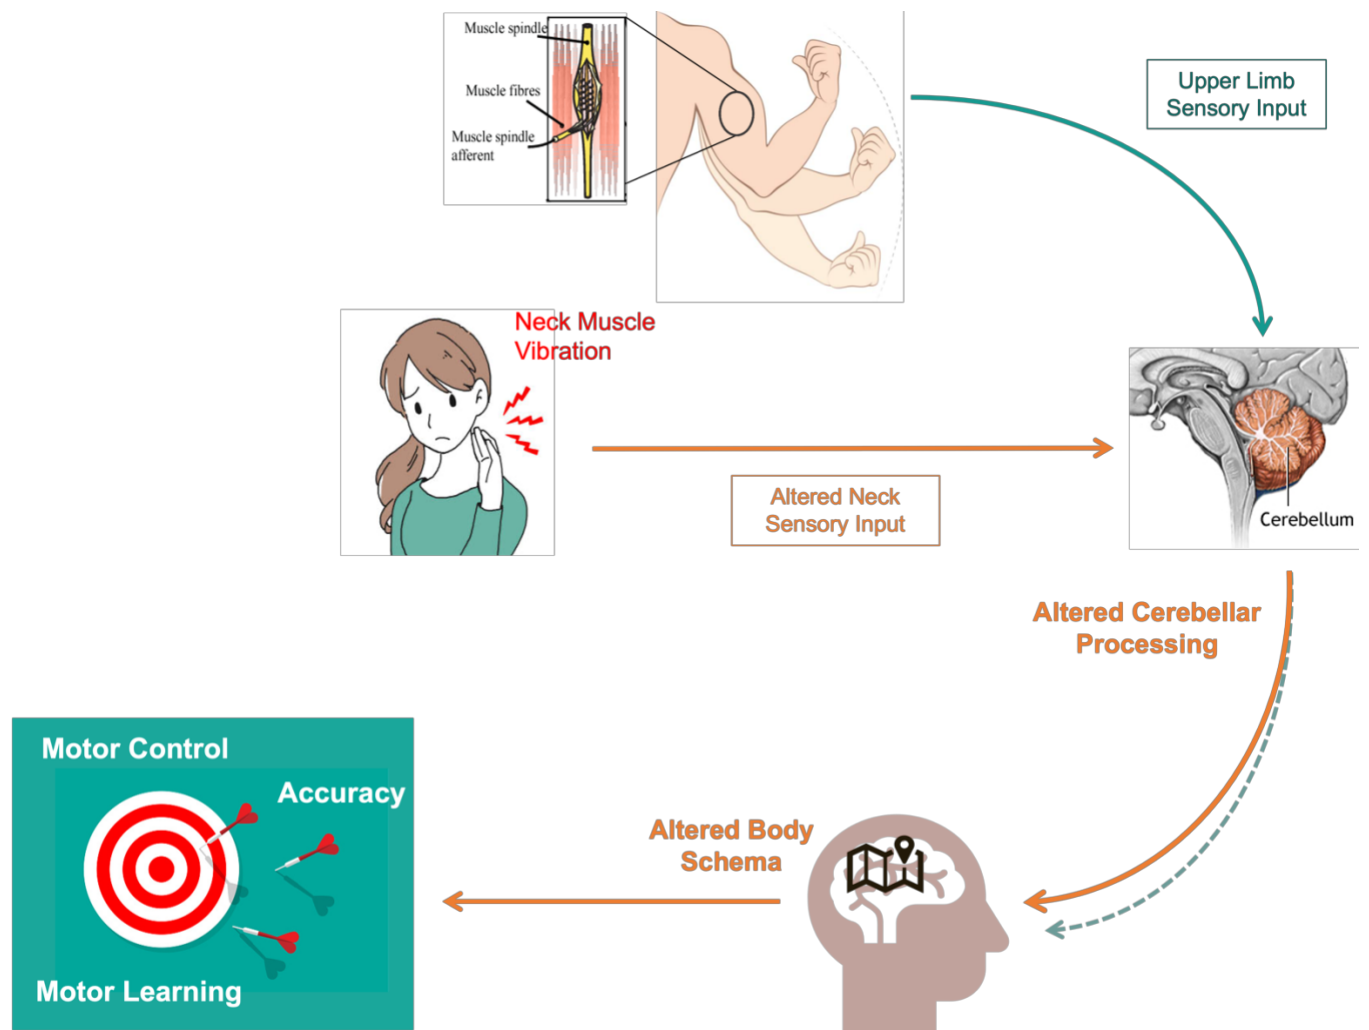 Muscle spindle
Muscle fibres
Muscle spindle
afferent
Upper Limb
Sensory Input
Neck Muscle
Vibration
Altered Neck
Sensory Input
Cerebellum
Altered Cerebellar
Processing
Altered Body
Schema
Motor Control
Accuracy
Motor Learning